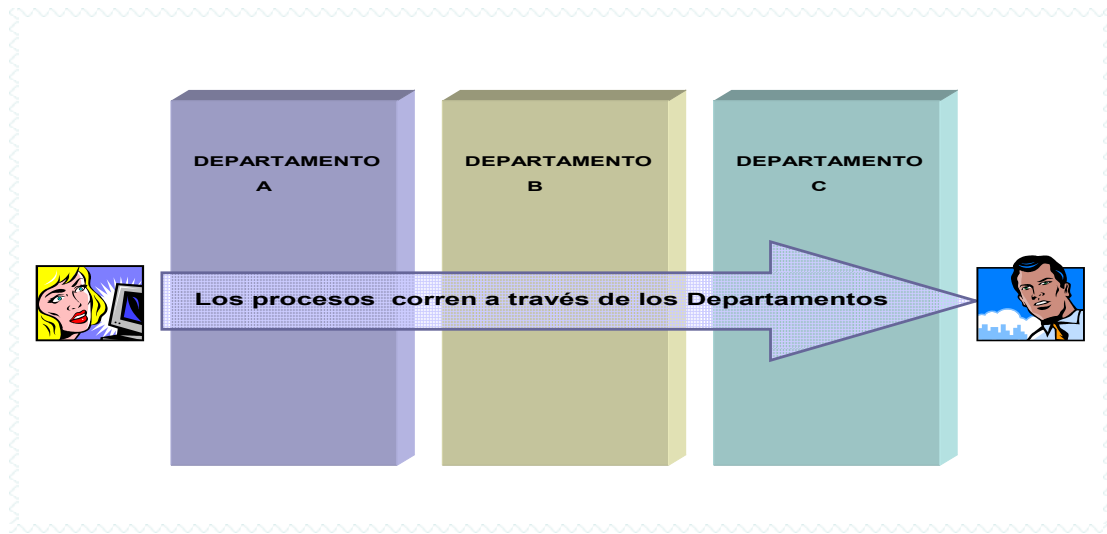 DEPARTAMENTO
A
DEPARTAMENTO
B
DEPARTAMENTO
C
Los procesos corren a través de los Departamentos